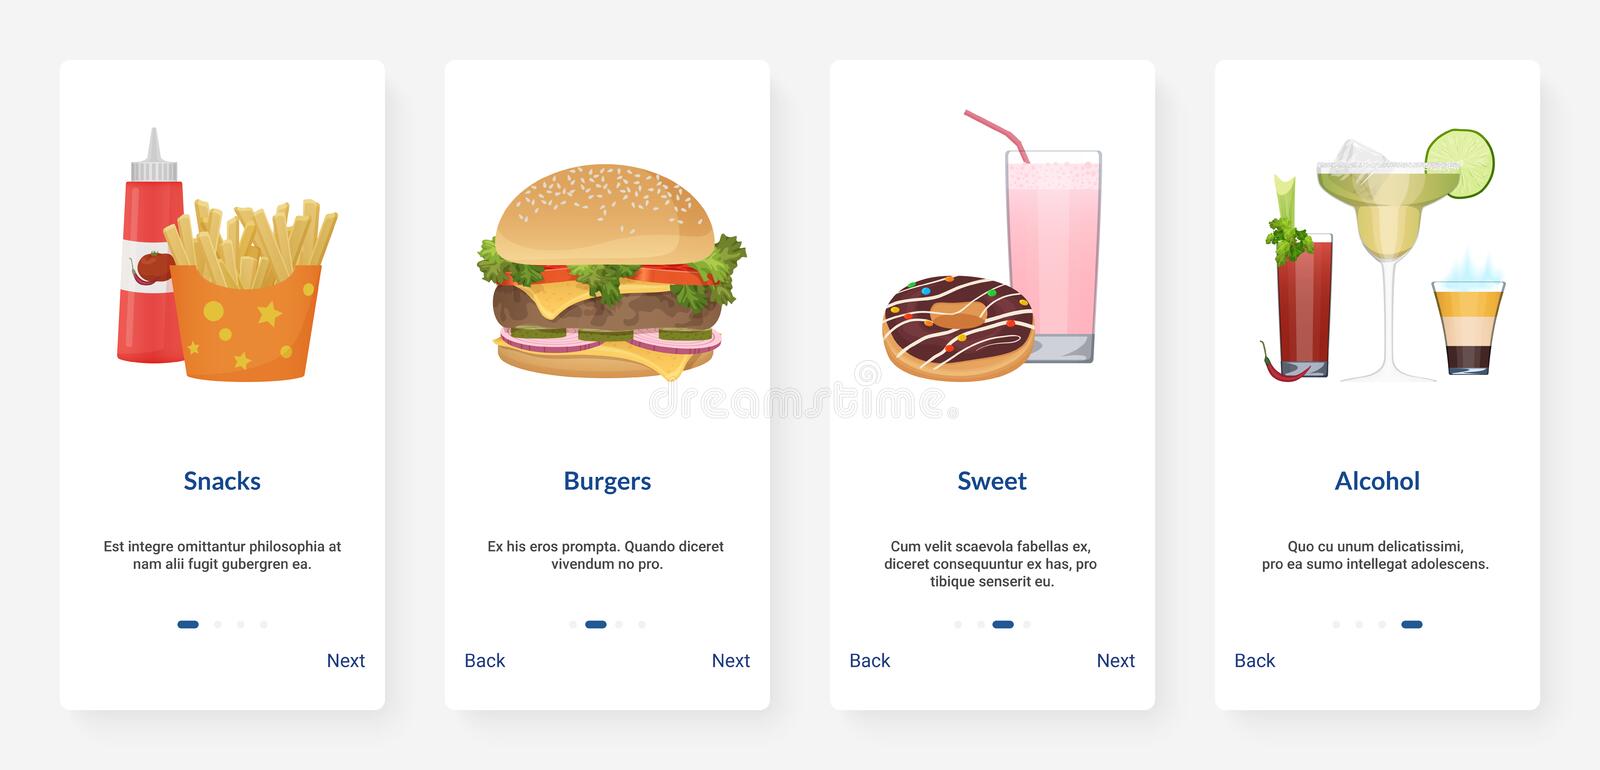 dreamstime.
Snacks
Est integre omittantur philosophia at
nam alii fugit gubergren ea.
Next
Burgers
Ex his eros prompta. Quando diceret
vivendum no pro.
Back
Next
Sweet
Cum velit scaevola fabellas ex,
diceret consequuntur ex has, pro
tibique senserit eu.
Back
Next
Alcohol
Quo cu unum delicatissimi,
pro ea sumo intellegat adolescens.
Back